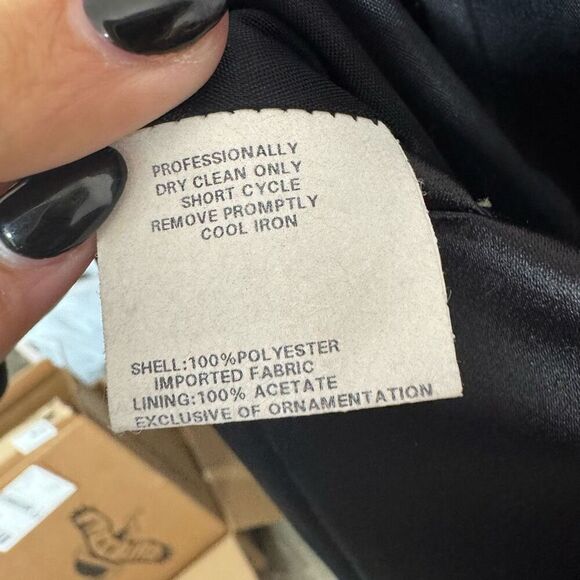 PROFESSIONALLY
DRY CLEAN ONLY
SHORT CYCLE
REMOVE PROMPTLY
COOL IRON
SHELL:100%POLYESTER
IMPORTED FABRIC
LINING:100% ACETATE
EXCLUSIVE OF ORNAMENTATION